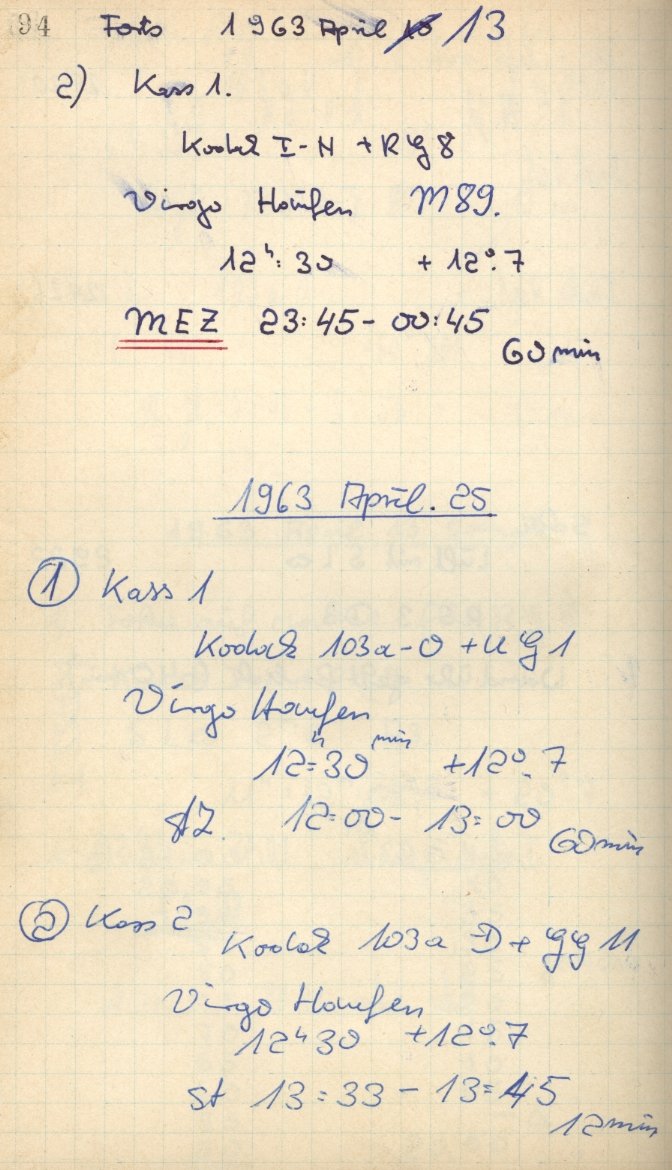 94 Forts 1963 April 13
2) Kass 1.
Kodak I-N + RG 8
Virgo Haufen M89.
12h: 30 + 12°.7
MEZ 23:45 - 00:45
60 min
1963 April. 25
1 Kass 1
Kodak 103a-O + UG 1
Virgo Haufen
12h=30min +12°.7
StZ. 12=00 - 13=00
60 min
2 Kass 2
Kodak 103a D + GG 11
Virgo Haufen
12h30 +12°.7
St 13=33 - 13=45
12 min